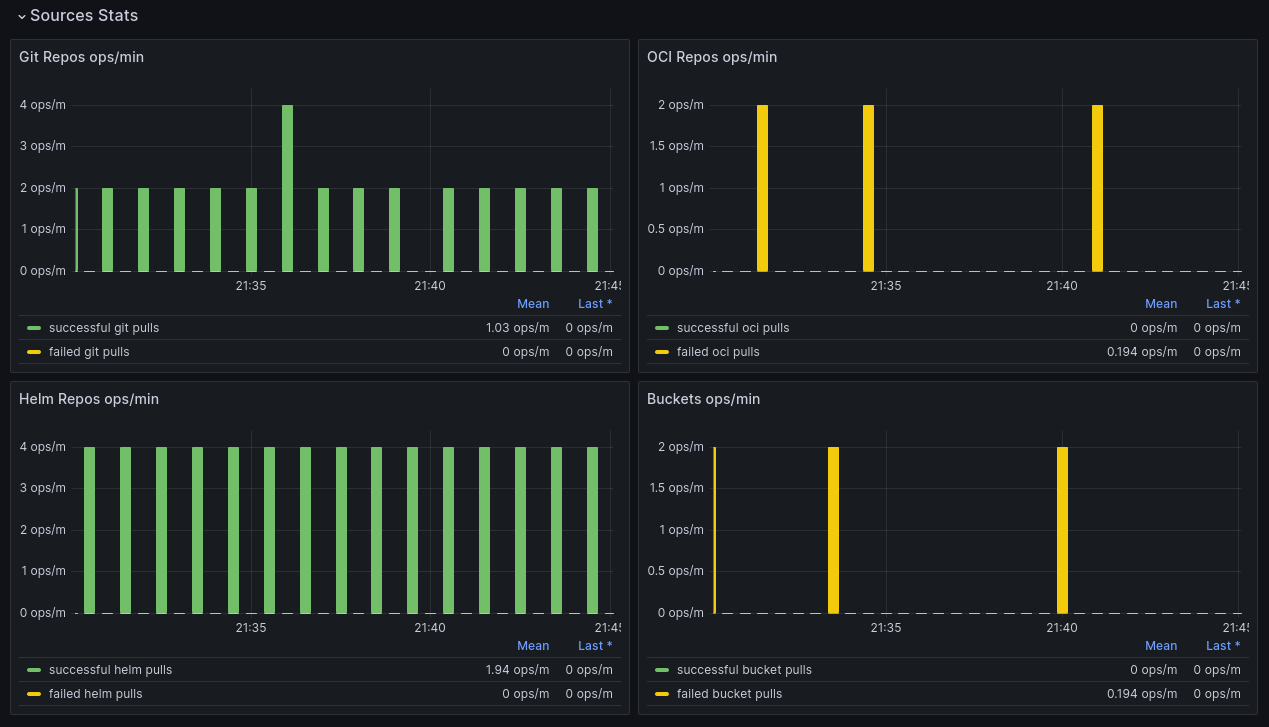 Sources Stats
Git Repos ops/min
4 ops/m
3 ops/m
2 ops/m
1 ops/m
0 ops/m
21:35 21:40 21:45
Mean Last *
successful git pulls 1.03 ops/m 0 ops/m
failed git pulls 0 ops/m 0 ops/m
OCI Repos ops/min
2 ops/m
1.5 ops/m
1 ops/m
0.5 ops/m
0 ops/m
21:35 21:40 21:45
Mean Last *
successful oci pulls 0 ops/m 0 ops/m
failed oci pulls 0.194 ops/m 0 ops/m
Helm Repos ops/min
4 ops/m
3 ops/m
2 ops/m
1 ops/m
0 ops/m
21:35 21:40 21:45
Mean Last *
successful helm pulls 1.94 ops/m 0 ops/m
failed helm pulls 0 ops/m 0 ops/m
Buckets ops/min
2 ops/m
1.5 ops/m
1 ops/m
0.5 ops/m
0 ops/m
21:35 21:40 21:45
Mean Last *
successful bucket pulls 0 ops/m 0 ops/m
failed bucket pulls 0.194 ops/m 0 ops/m